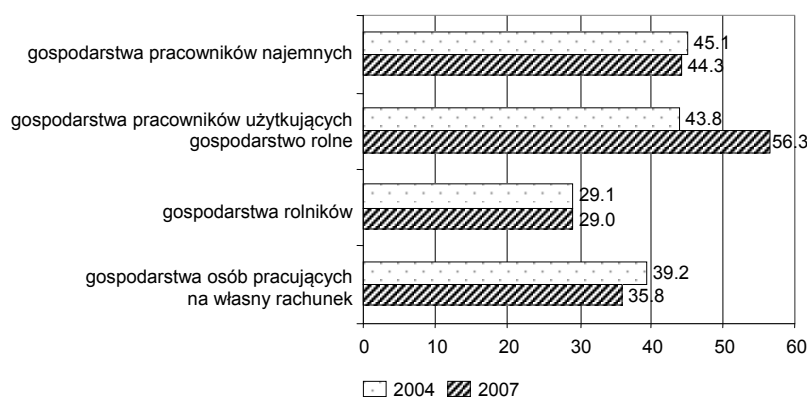 gospodarstwa pracowników najemnych
45.1
44.3
gospodarstwa pracowników użytkujących
gospodarstwo rolne
43.8
56.3
gospodarstwa rolników
29.1
29.0
gospodarstwa osób pracujących
na własny rachunek
39.2
35.8
0 10 20 30 40 50 60
2004 2007